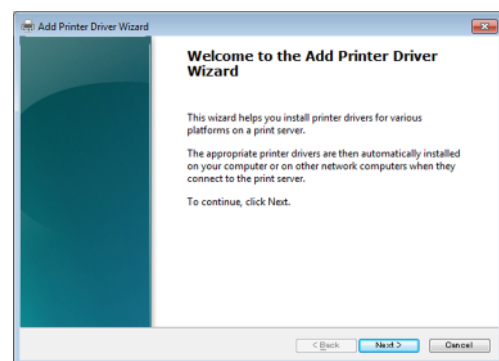 Add Printer Driver Wizard
Welcome to the Add Printer Driver
Wizard
This wizard helps you install printer drivers for various
platforms on a print server.
The appropriate printer drivers are then automatically installed
on your computer or on other network computers when they
connect to the print server.
To continue, click Next.
< Back Next > Cancel